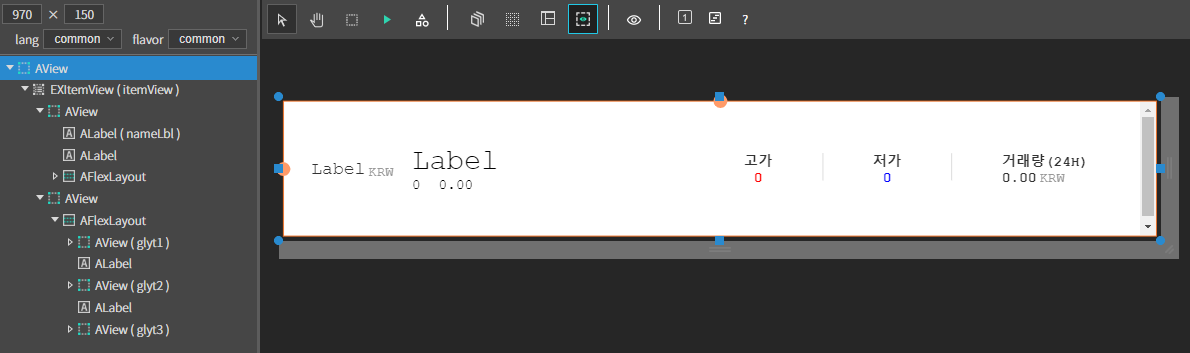 970 × 150
lang common flavor common
1
?
AView
EXItemView ( itemView )
AView
ALabel ( nameLbl )
ALabel
AFlexLayout
AView
AFlexLayout
AView ( glyt1 )
ALabel
AView ( glyt2 )
ALabel
AView ( glyt3 )
Label KRW
Label
0 0.00
고가
0
저가
0
거래량 (24H)
0.00 KRW